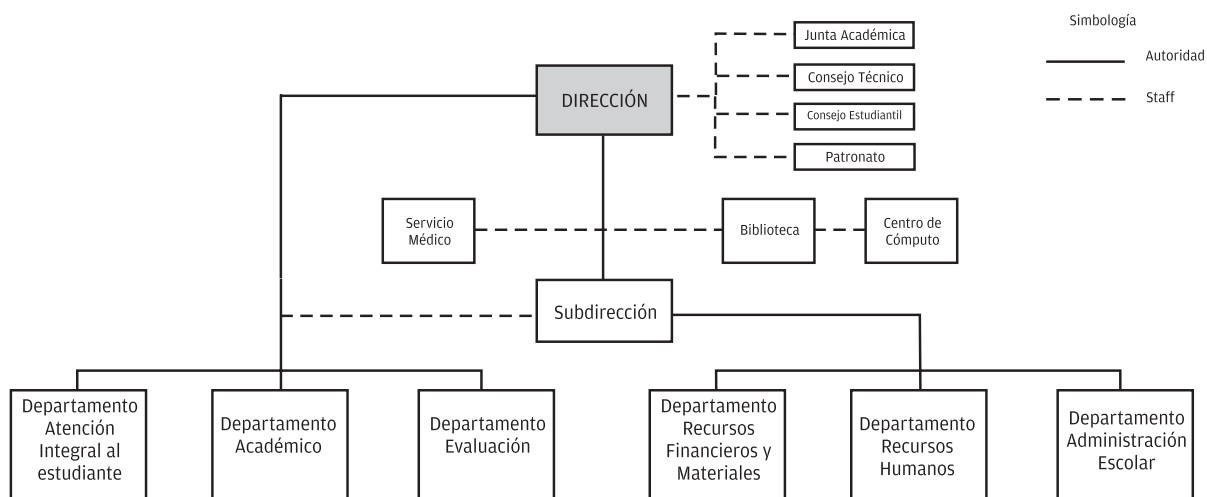 Simbología
Autoridad
Staff
Junta Académica
Consejo Técnico
Consejo Estudiantil
Patronato
DIRECCIÓN
Servicio
Médico
Biblioteca
Centro de
Cómputo
Subdirección
Departamento
Atención
Integral al
estudiante
Departamento
Académico
Departamento
Evaluación
Departamento
Recursos
Financieros y
Materiales
Departamento
Recursos
Humanos
Departamento
Administración
Escolar